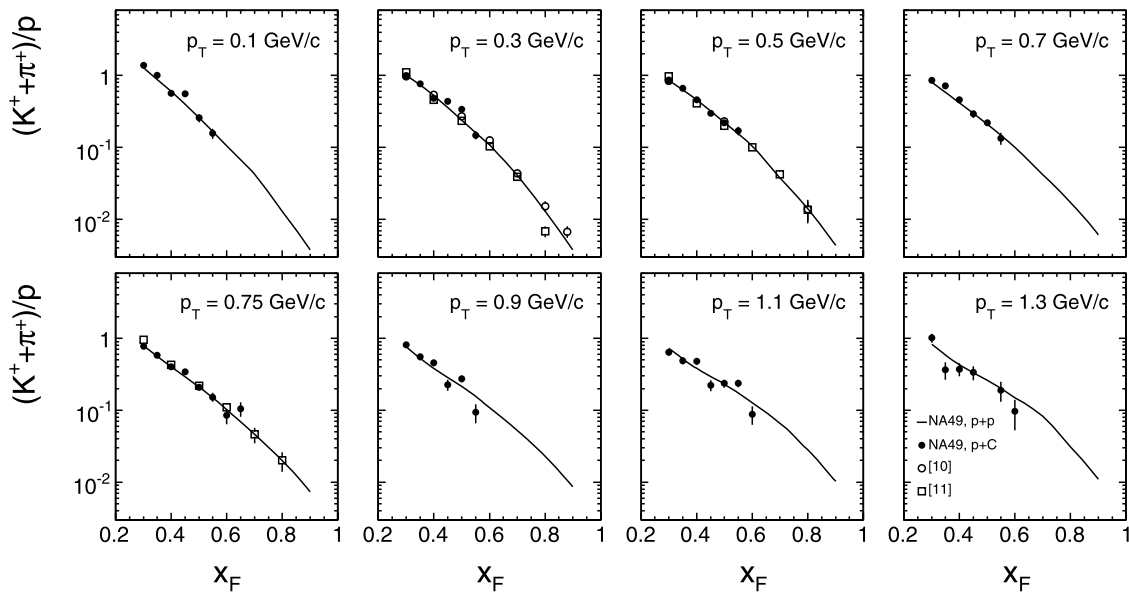 (K⁺+π⁺)/p
p_T = 0.1 GeV/c
p_T = 0.3 GeV/c
p_T = 0.5 GeV/c
p_T = 0.7 GeV/c
1
10⁻¹
10⁻²
(K⁺+π⁺)/p
p_T = 0.75 GeV/c
p_T = 0.9 GeV/c
p_T = 1.1 GeV/c
p_T = 1.3 GeV/c
1
10⁻¹
10⁻²
NA49, p+p
NA49, p+C
[10]
[11]
0.2 0.4 0.6 0.8 1
0.2 0.4 0.6 0.8 1
0.2 0.4 0.6 0.8 1
0.2 0.4 0.6 0.8 1
x_F
x_F
x_F
x_F